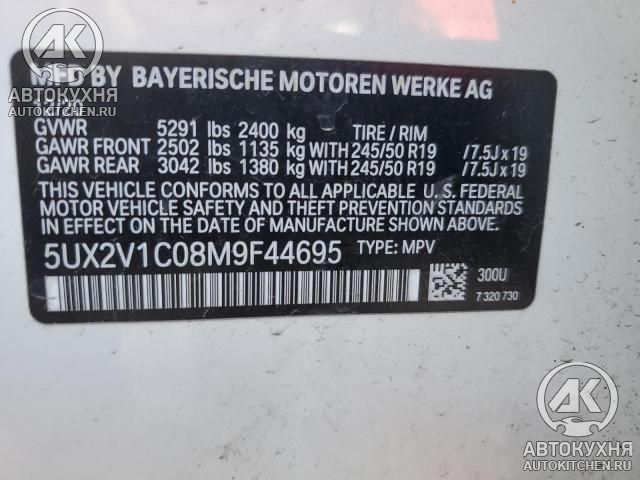 MFD BY BAYERISCHE MOTOREN WERKE AG
GVWR 5291 lbs 2400 kg TIRE / RIM
GAWR FRONT 2502 lbs 1135 kg WITH 245/50 R19 /7.5J x 19
GAWR REAR 3042 lbs 1380 kg WITH 245/50 R19 /7.5J x 19
THIS VEHICLE CONFORMS TO ALL APPLICABLE U. S. FEDERAL
MOTOR VEHICLE SAFETY AND THEFT PREVENTION STANDARDS
IN EFFECT ON THE DATE OF MANUFACTURE SHOWN ABOVE.
5UX2V1C08M9F44695 TYPE: MPV
300U
7 320 730
АК
АВТОКУХНЯ
AUTOKITCHEN.RU
АК
АВТОКУХНЯ
AUTOKITCHEN.RU